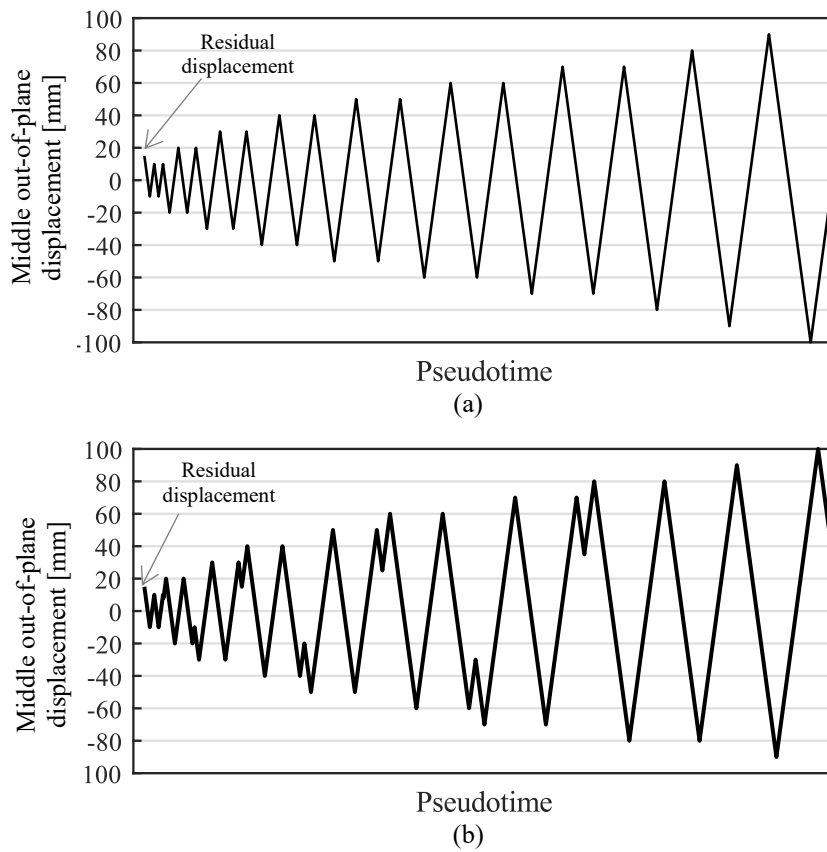 100
Residual
displacement
80
60
40
20
0
-20
-40
-60
-80
-100
Middle out-of-plane
displacement [mm]
Pseudotime
(a)
100
Residual
displacement
80
60
40
20
0
-20
-40
-60
-80
100
Middle out-of-plane
displacement [mm]
Pseudotime
(b)